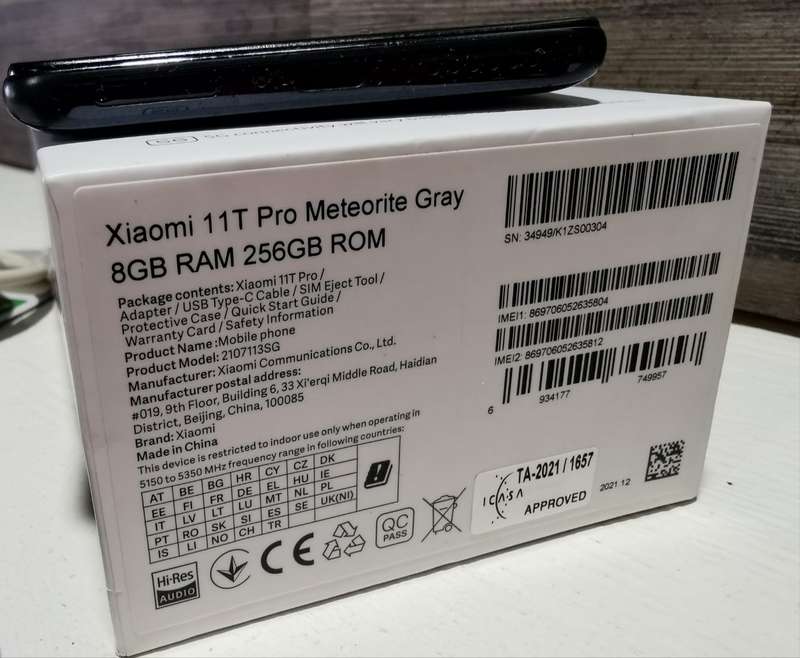 5G
Xiaomi 11T Pro Meteorite Gray
8GB RAM 256GB ROM
Package contents: Xiaomi 11T Pro /
Adapter / USB Type-C Cable / SIM Eject Tool /
Protective Case / Quick Start Guide /
Warranty Card / Safety Information
Product Name :Mobile phone
Product Model: 2107113SG
Manufacturer: Xiaomi Communications Co., Ltd.
Manufacturer postal address:
#019, 9th Floor, Building 6, 33 Xi'erqi Middle Road, Haidian
District, Beijing, China, 100085
Brand: Xiaomi
Made in China
This device is restricted to indoor use only when operating in
5150 to 5350 MHz frequency range in following countries:
AT BE BG HR CY CZ DK
EE FI FR DE EL HU IE
IT LV LT LU MT NL PL
PT RO SK SI ES SE UK(NI)
IS LI NO CH TR
Hi-Res
AUDIO
CE
QC
PASS
SN: 34949/K1ZS00304
IMEI1: 869706052635804
IMEI2: 869706052635812
6 934177 749957
ICASA
TA-2021 / 1657
APPROVED
2021 12